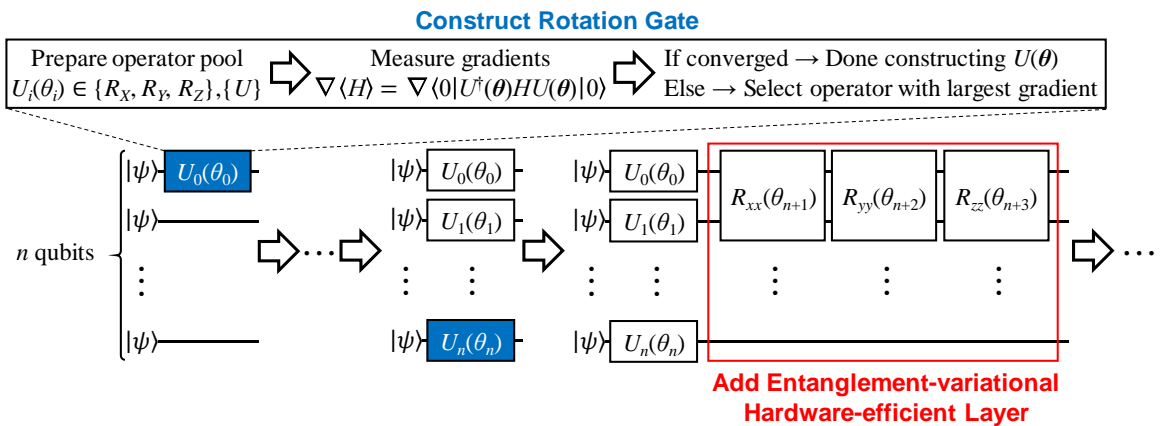 Construct Rotation Gate
Prepare operator pool
U_i(θ_i) ∈ {R_X, R_Y, R_Z},{U}
Measure gradients
∇⟨H⟩ = ∇⟨0|U†(θ)HU(θ)|0⟩
If converged → Done constructing U(θ)
Else → Select operator with largest gradient
n qubits
|ψ⟩ U_0(θ_0)
|ψ⟩
⋮
|ψ⟩
...
|ψ⟩ U_0(θ_0)
|ψ⟩ U_1(θ_1)
⋮ ⋮
|ψ⟩ U_n(θ_n)
|ψ⟩ U_0(θ_0)
|ψ⟩ U_1(θ_1)
⋮ ⋮
|ψ⟩ U_n(θ_n)
R_xx(θ_n+1) R_yy(θ_n+2) R_zz(θ_n+3)
⋮ ⋮ ⋮
...
Add Entanglement-variational
Hardware-efficient Layer